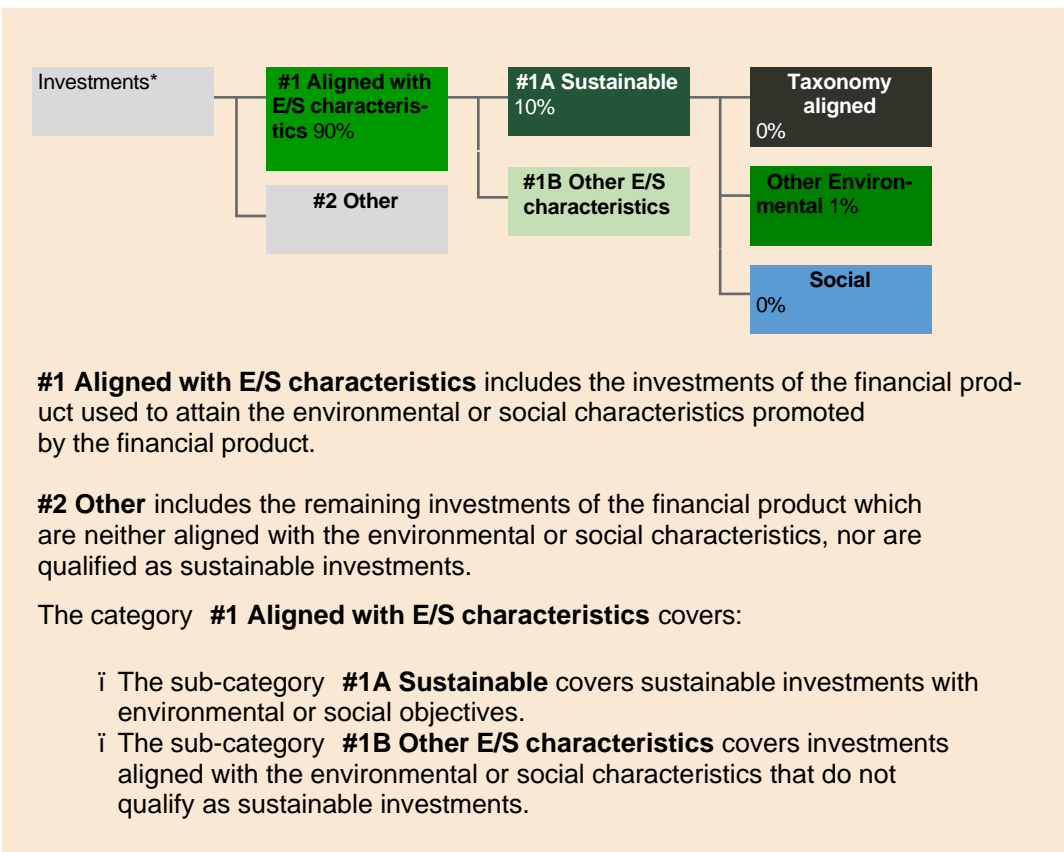 Investments*
#1 Aligned with
E/S characteris-
tics 90%
#2 Other
#1A Sustainable
10%
#1B Other E/S
characteristics
Taxonomy
aligned
0%
Other Environ-
mental 1%
Social
0%
#1 Aligned with E/S characteristics includes the investments of the financial prod-
uct used to attain the environmental or social characteristics promoted
by the financial product.
#2 Other includes the remaining investments of the financial product which
are neither aligned with the environmental or social characteristics, nor are
qualified as sustainable investments.
The category #1 Aligned with E/S characteristics covers:
ï The sub-category #1A Sustainable covers sustainable investments with
environmental or social objectives.
ï The sub-category #1B Other E/S characteristics covers investments
aligned with the environmental or social characteristics that do not
qualify as sustainable investments.